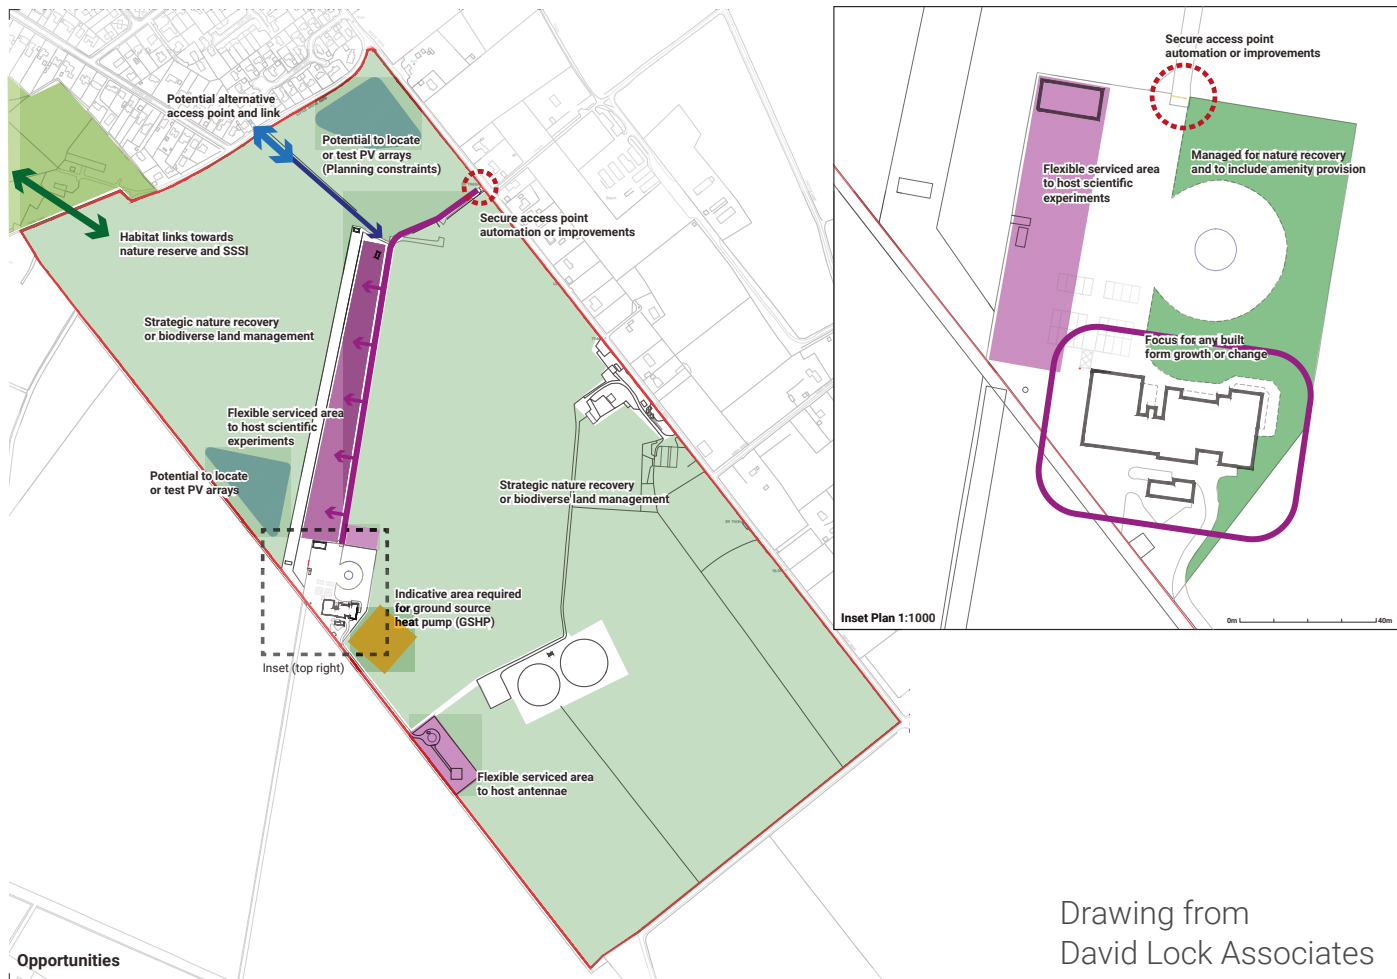 Potential alternative
access point and link
Potential to locate
or test PV arrays
(Planning constraints)
Secure access point
automation or improvements
Habitat links towards
nature reserve and SSSI
Strategic nature recovery
or biodiverse land management
Flexible serviced area
to host scientific
experiments
Potential to locate
or test PV arrays
Strategic nature recovery
or biodiverse land management
Indicative area required
for ground source
heat pump (GSHP)
Inset (top right)
Flexible serviced area
to host antennae
Opportunities
Secure access point
automation or improvements
Flexible serviced area
to host scientific
experiments
Managed for nature recovery
and to include amenity provision
Focus for any built
form growth or change
Inset Plan 1:1000
0m
40m
Drawing from
David Lock Associates